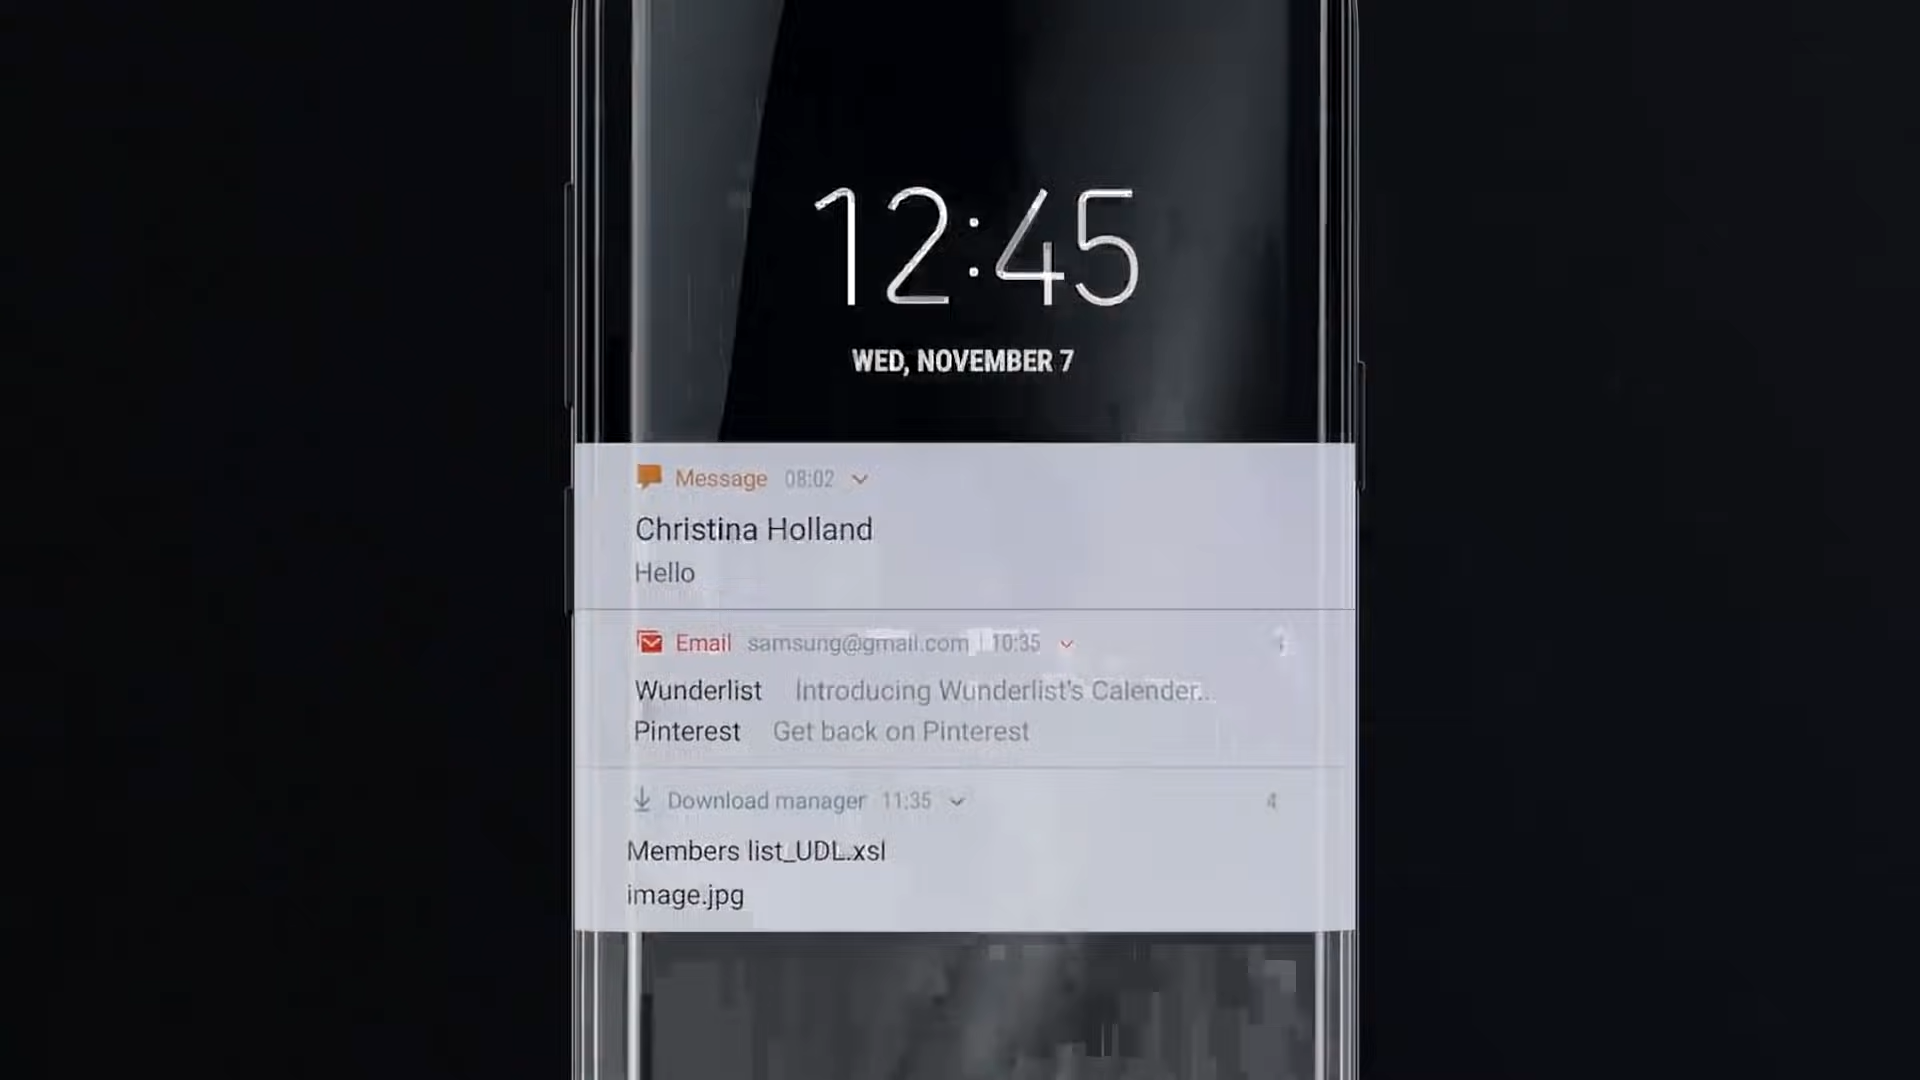 12:45
WED, NOVEMBER 7
Message 08:02
Christina Holland
Hello
Email samsung@gmail.com | 10:35
Wunderlist Introducing Wunderlist's Calender...
Pinterest Get back on Pinterest
Download manager 11:35 4
Members list_UDL.xsl
image.jpg